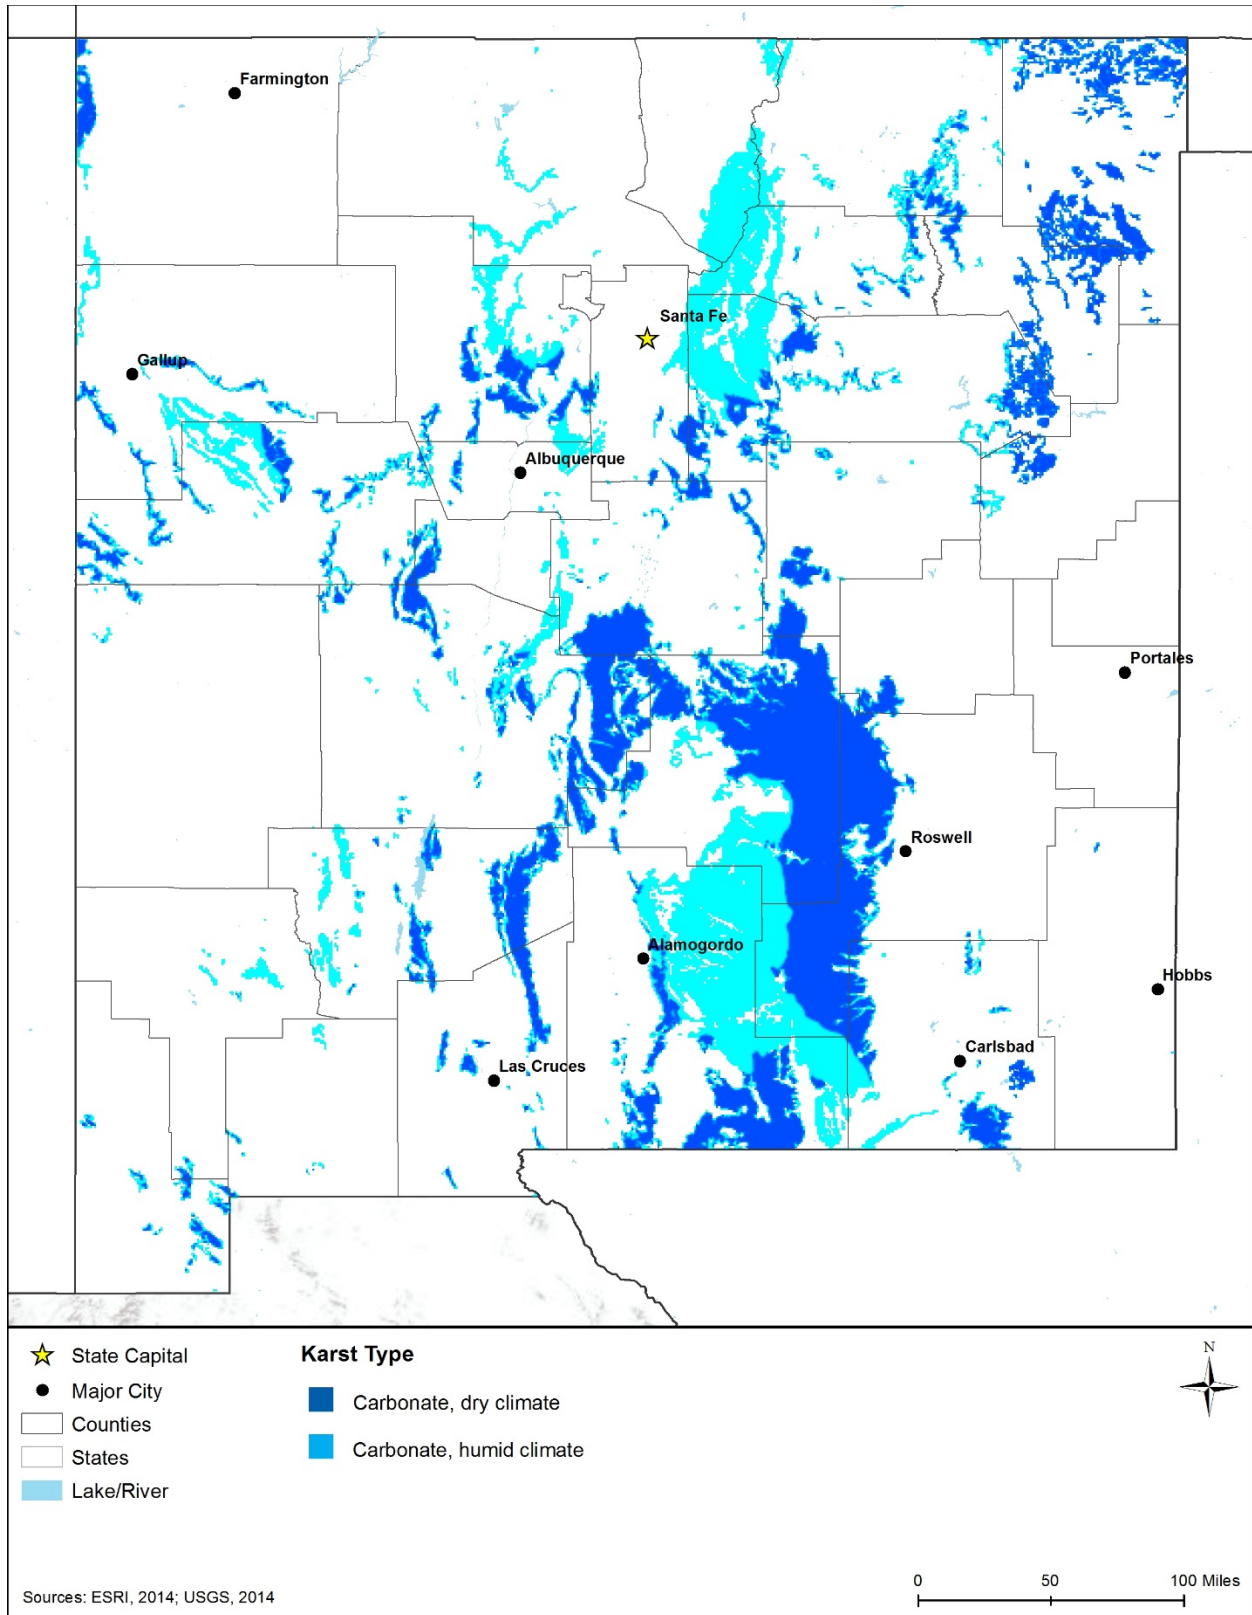 Farmington
Santa Fe
Gallup
Albuquerque
Portales
Roswell
Alamogordo
Hobbs
Carlsbad
Las Cruces
State Capital
Major City
Counties
States
Lake/River
Karst Type
Carbonate, dry climate
Carbonate, humid climate
N
0 50 100 Miles
Sources: ESRI, 2014; USGS, 2014